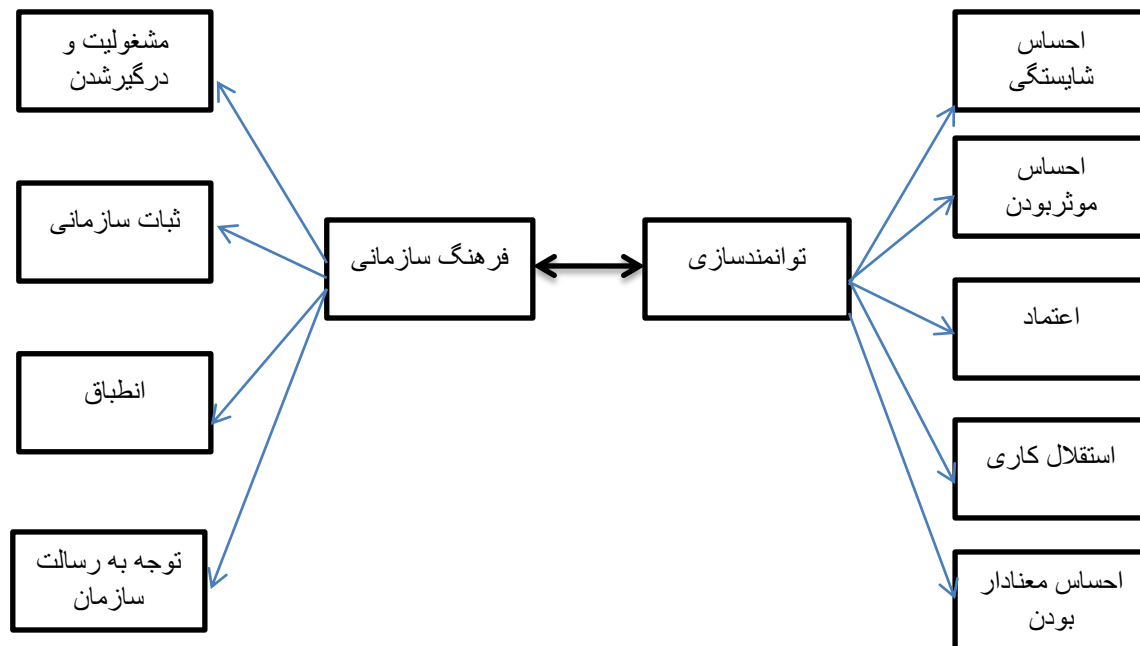 احساس
شایستگی
احساس
موثربودن
اعتماد
استقلال کاری
احساس معنادار
بودن
توانمندسازی
فرهنگ سازمانی
مشغولیت و
درگیرشدن
ثبات سازمانی
انطباق
توجه به رسالت
سازمان